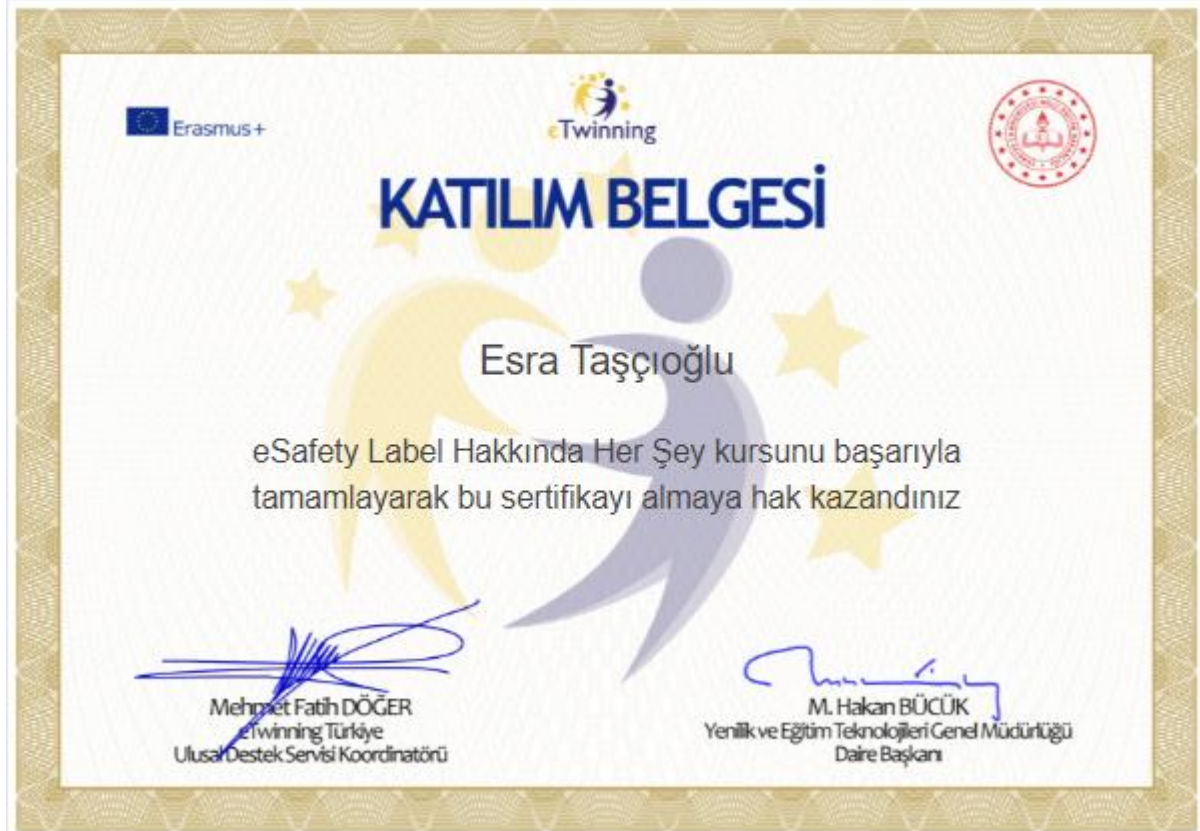 Erasmus+
eTwinning
KATILIM BELGESİ
Esra Taşçıoğlu
eSafety Label Hakkında Her Şey kursunu başarıyla
tamamlayarak bu sertifikayı almaya hak kazandınız
Mehmet Fatih DÖĞER
eTwinning Türkiye
Ulusal Destek Servisi Koordinatörü
M. Hakan BÜCÜK
Yenilik ve Eğitim Teknolojileri Genel Müdürlüğü
Daire Başkanı